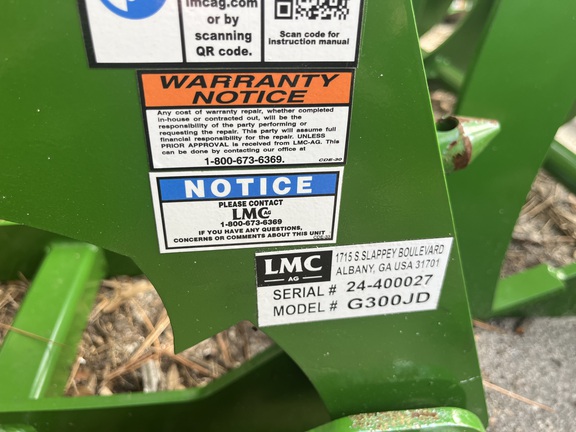 lmcag.com
or by
scanning
QR code.
Scan code for
instruction manual
WARRANTY
NOTICE
Any cost of warranty repair, whether completed
in-house or contracted out, will be the
responsibility of the party performing or
requesting the repair. This party will assume full
financial responsibility for the repair. UNLESS
PRIOR APPROVAL is received from LMC-AG. This
can be done by contacting our office at
1-800-673-6369.
CDE-50
NOTICE
PLEASE CONTACT
LMC AG
1-800-673-6369
IF YOU HAVE ANY QUESTIONS,
CONCERNS OR COMMENTS ABOUT THIS UNIT
LMC
AG
1715 S.SLAPPEY BOULEVARD
ALBANY, GA USA 31701
SERIAL # 24-400027
MODEL # G300JD